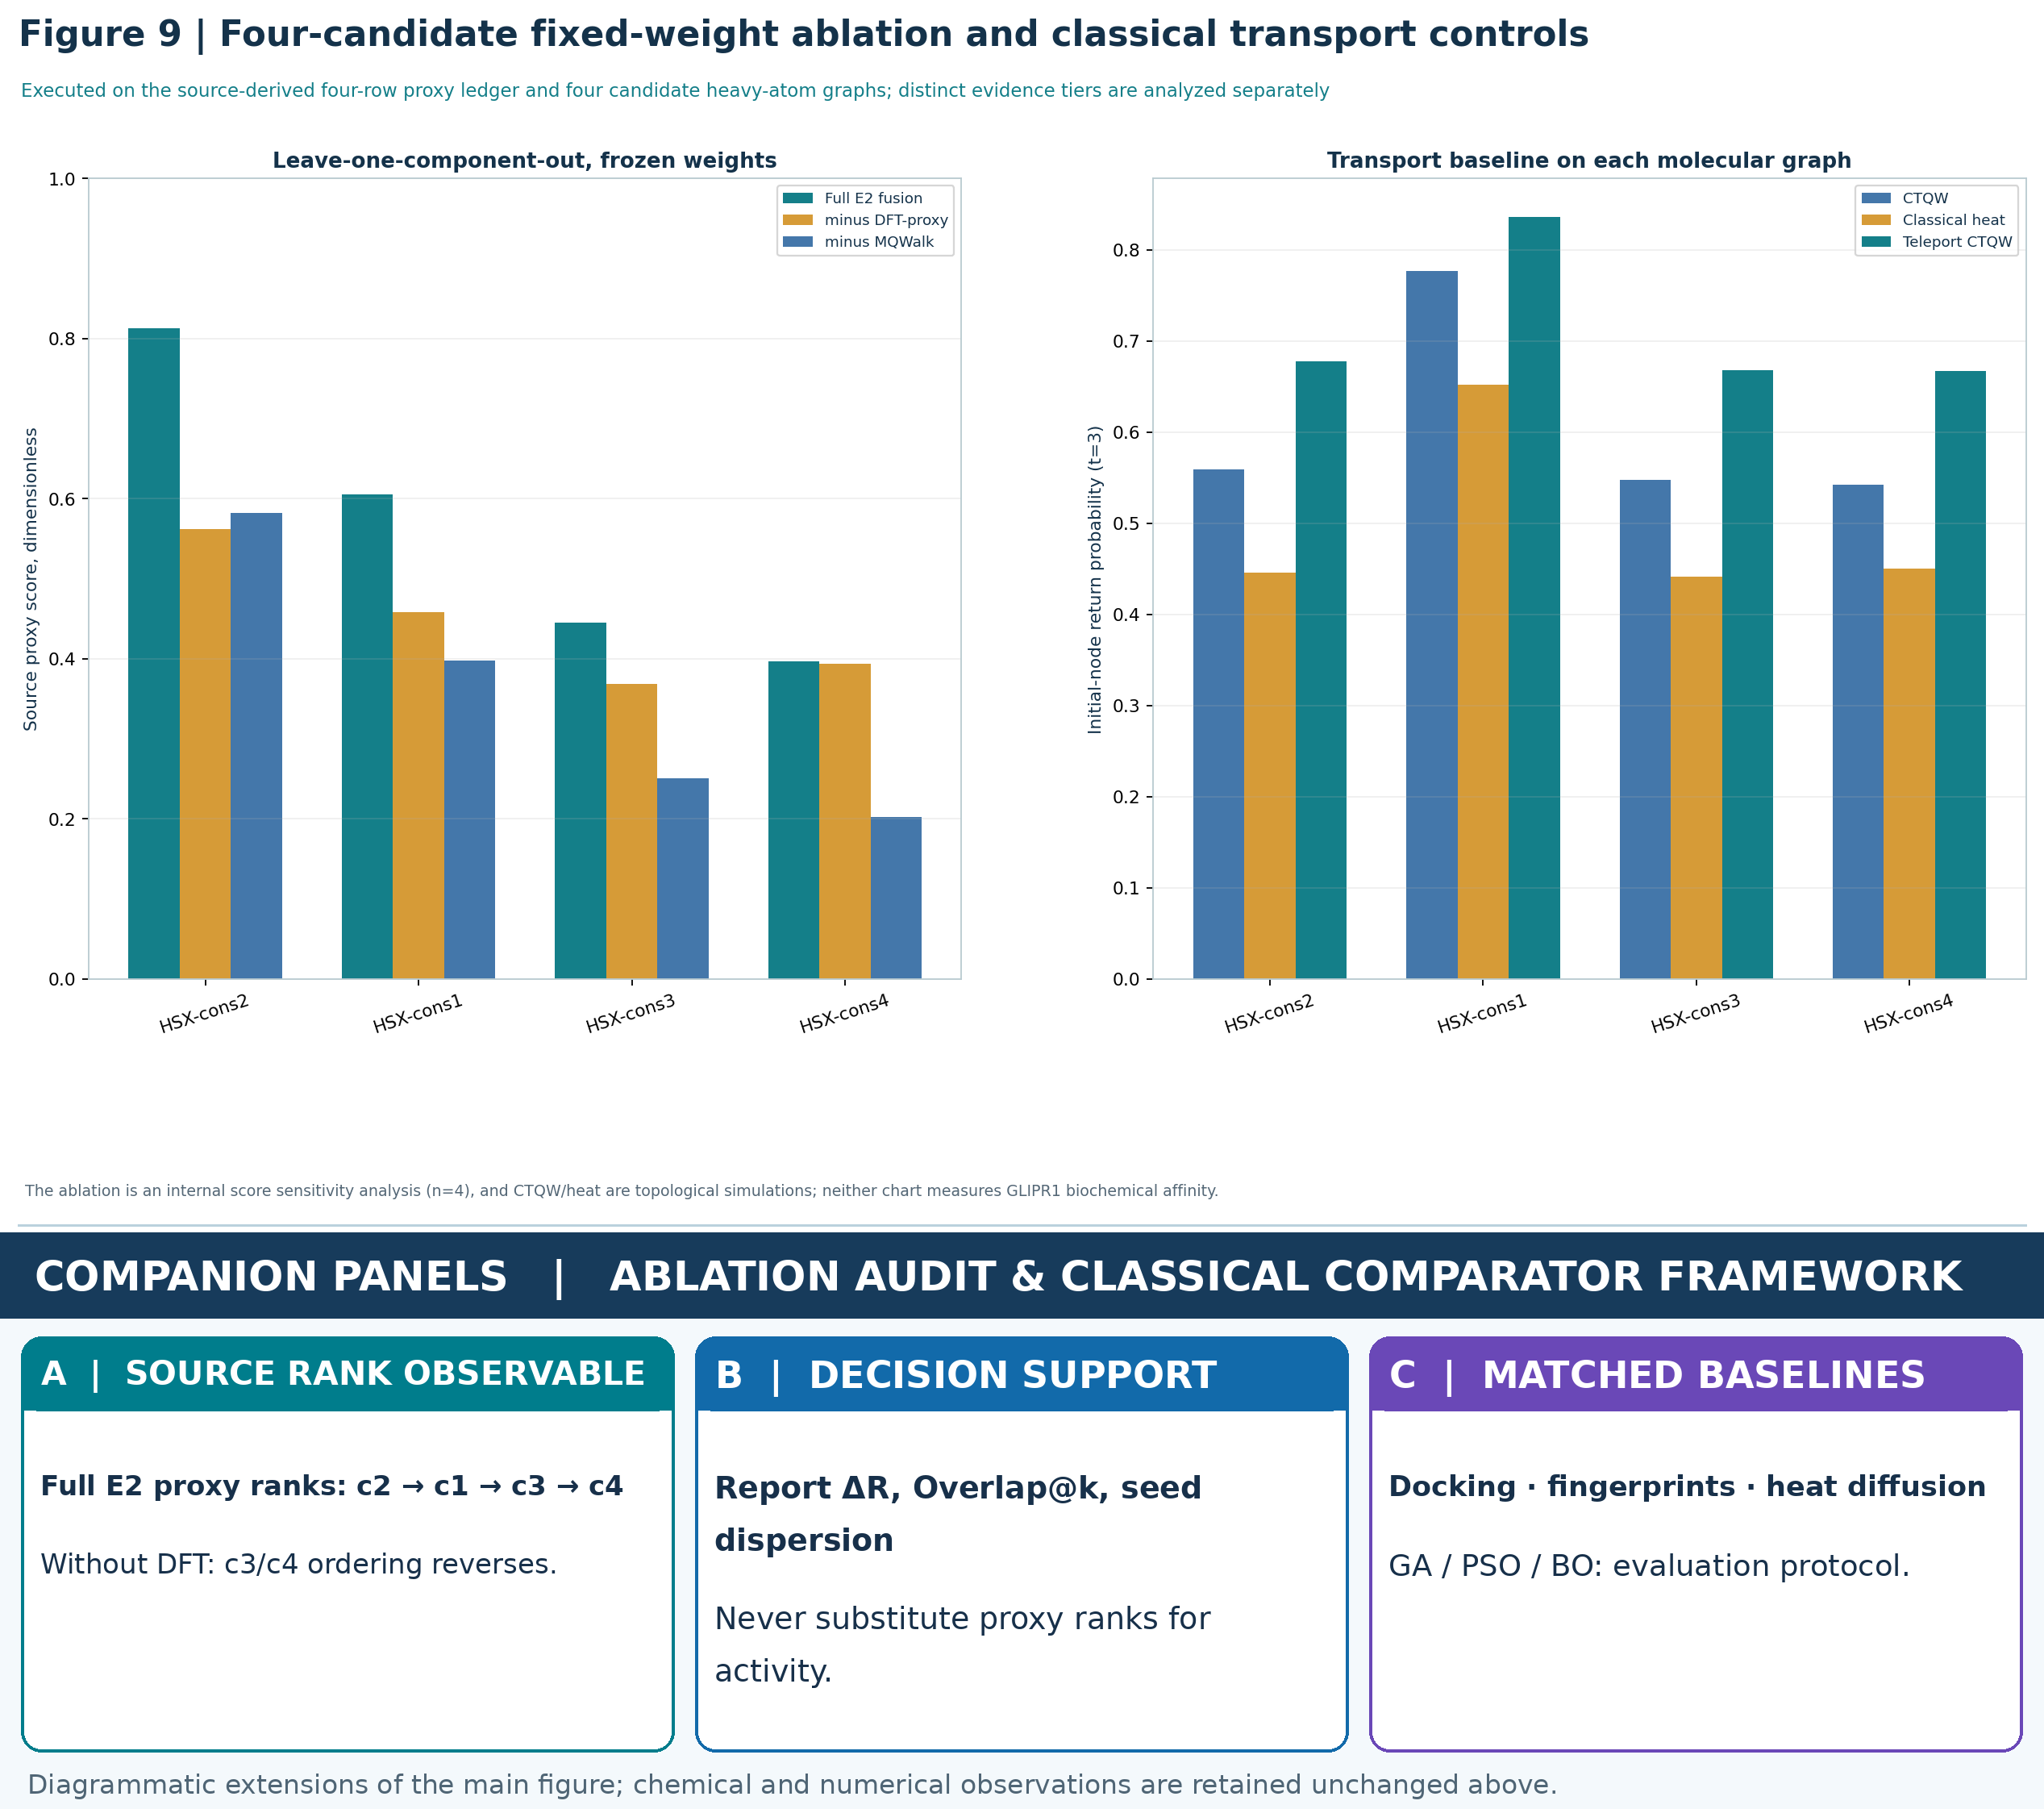 Figure 9 | Four-candidate fixed-weight ablation and classical transport controls
Executed on the source-derived four-row proxy ledger and four candidate heavy-atom graphs; distinct evidence tiers are analyzed separately
Leave-one-component-out, frozen weights
Source proxy score, dimensionless
1.0
0.8
0.6
0.4
0.2
0.0
Full E2 fusion
minus DFT-proxy
minus MQWalk
HSX-cons2
HSX-cons1
HSX-cons3
HSX-cons4
Transport baseline on each molecular graph
Initial-node return probability (t=3)
0.8
0.7
0.6
0.5
0.4
0.3
0.2
0.1
0.0
CTQW
Classical heat
Teleport CTQW
HSX-cons2
HSX-cons1
HSX-cons3
HSX-cons4
The ablation is an internal score sensitivity analysis (n=4), and CTQW/heat are topological simulations; neither chart measures GLIPR1 biochemical affinity.
COMPANION PANELS | ABLATION AUDIT & CLASSICAL COMPARATOR FRAMEWORK
A | SOURCE RANK OBSERVABLE
Full E2 proxy ranks: c2 → c1 → c3 → c4
Without DFT: c3/c4 ordering reverses.
B | DECISION SUPPORT
Report ΔR, Overlap@k, seed
dispersion
Never substitute proxy ranks for
activity.
C | MATCHED BASELINES
Docking · fingerprints · heat diffusion
GA / PSO / BO: evaluation protocol.
Diagrammatic extensions of the main figure; chemical and numerical observations are retained unchanged above.